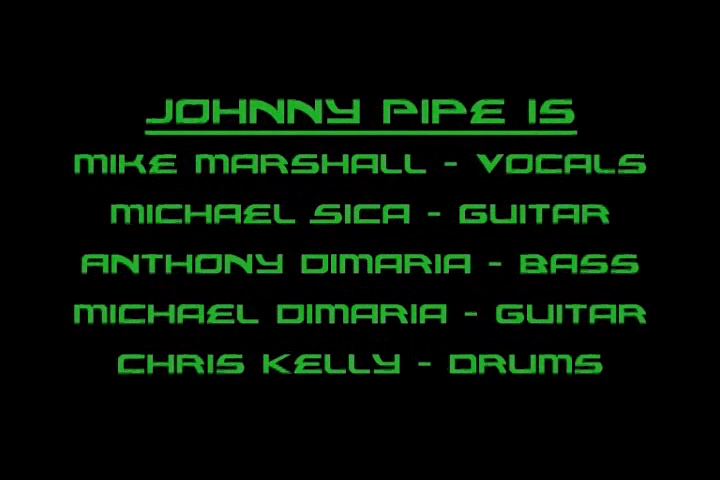 JOHNNY PIPE IS
MIKE MARSHALL - VOCALS
MICHAEL SICA - GUITAR
ANTHONY DIMARIA - BASS
MICHAEL DIMARIA - GUITAR
CHRIS KELLY - DRUMS